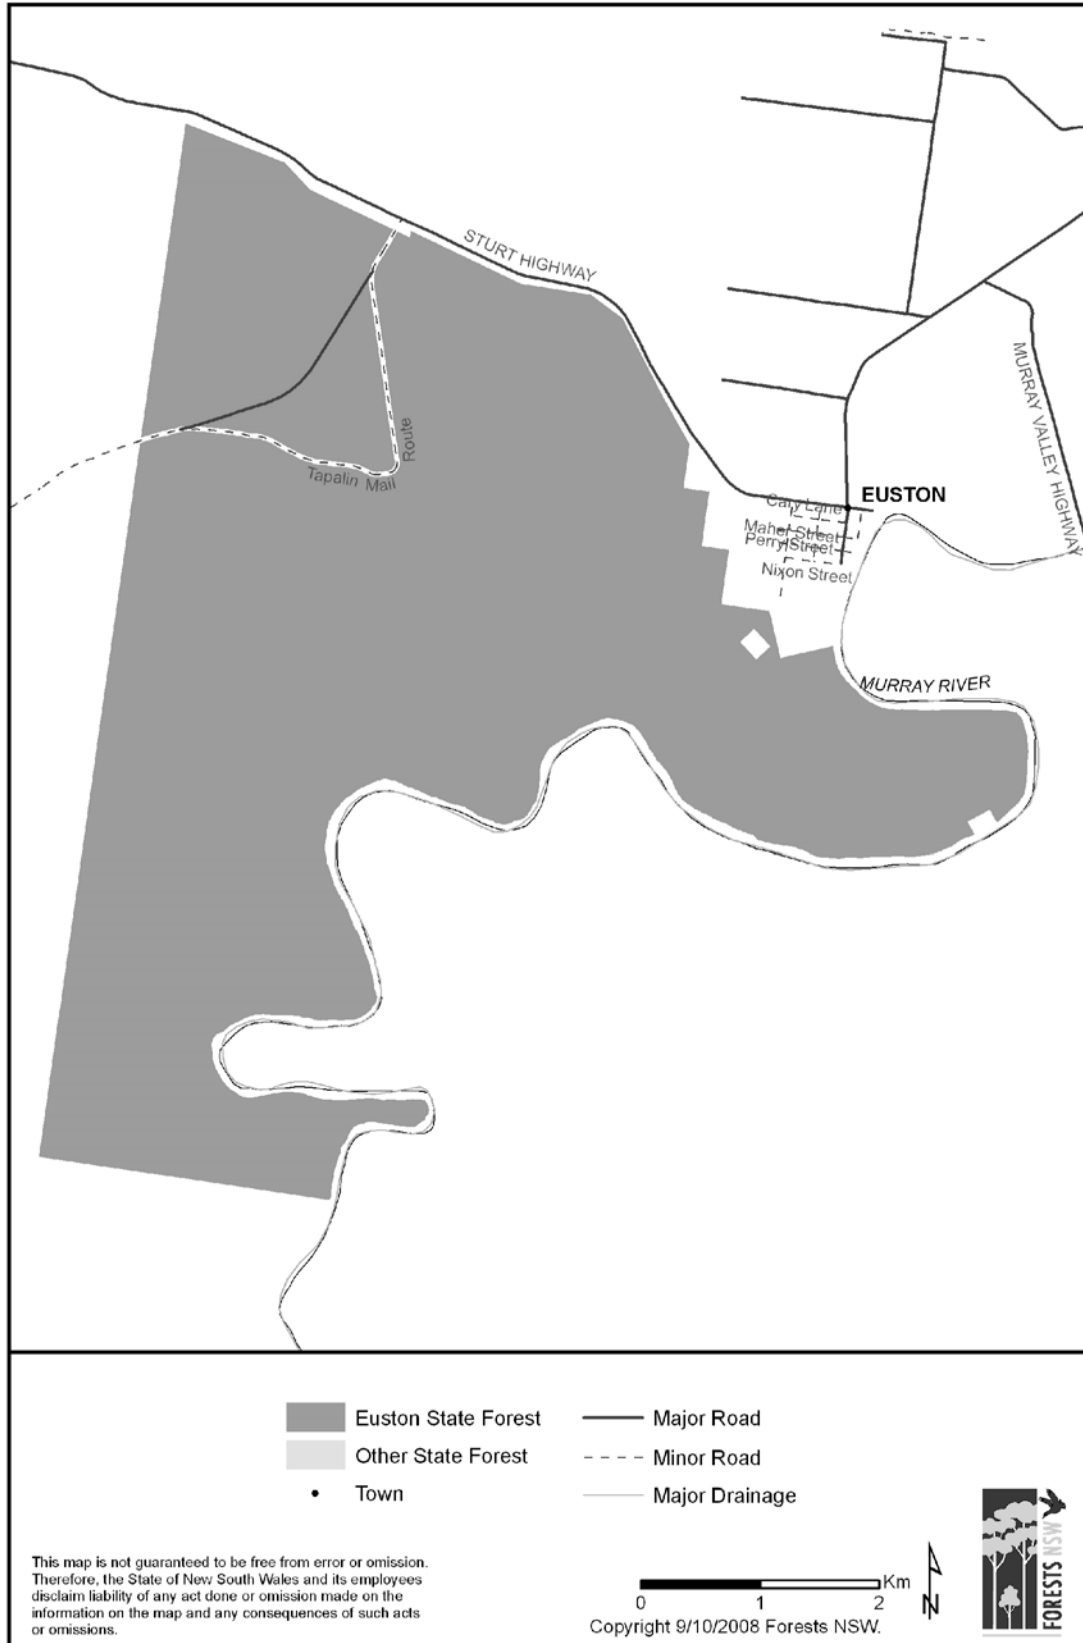 STURT HIGHWAY
MURRAY VALLEY HIGHWAY
Route
Tapalin Mail
EUSTON
Cary Lane
Maher Street
Perry Street
Nixon Street
MURRAY RIVER
Euston State Forest
Major Road
Other State Forest
Minor Road
Town
Major Drainage
This map is not guaranteed to be free from error or omission.
Therefore, the State of New South Wales and its employees
disclaim liability of any act done or omission made on the
information on the map and any consequences of such acts
or omissions.
Km
0 1 2
N
Copyright 9/10/2008 Forests NSW.
FORESTS NSW